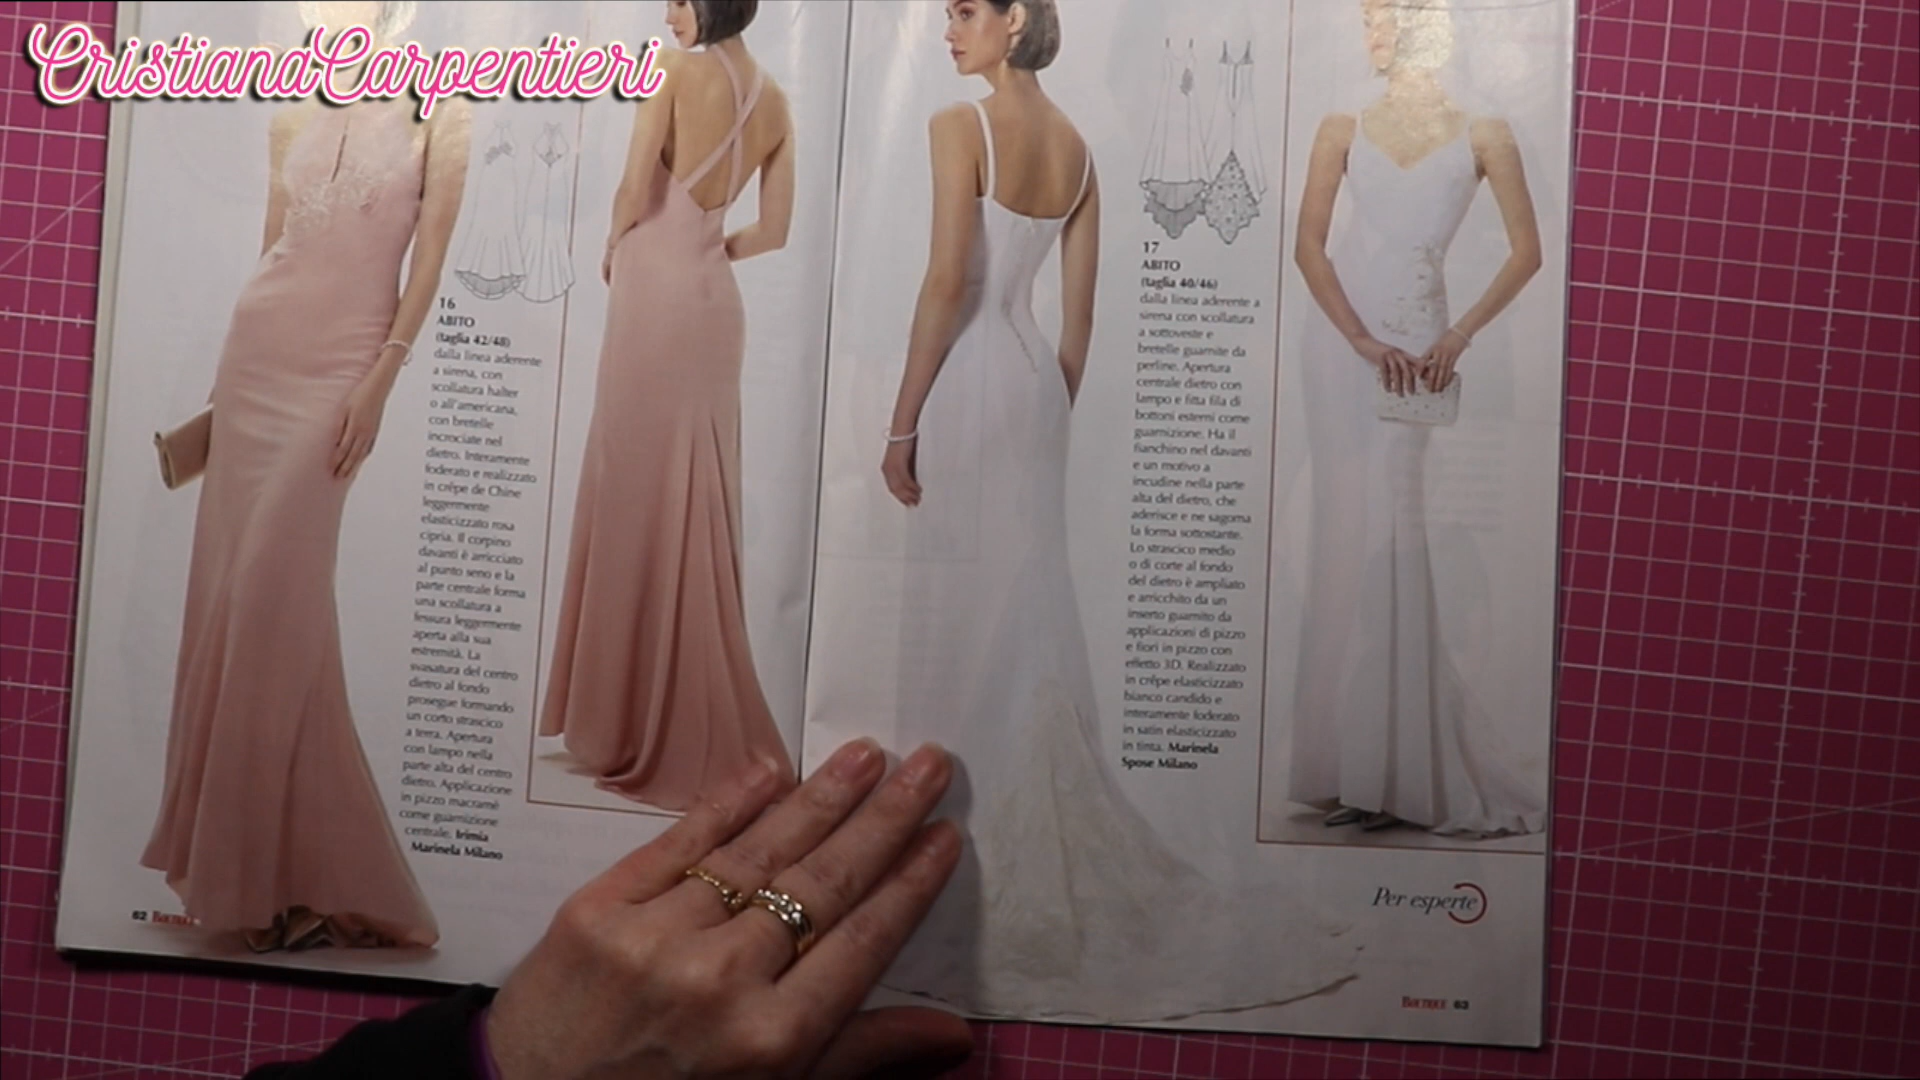 CristianaCarpentieri
16
ABITO
(taglia 42/48)
dalla linea aderente
a sirena, con
scollatura halter
o all'americana,
con bretelle
incrociate nel
dietro. Interamente
foderato e realizzato
in crêpe de Chine
leggermente
elasticizzato rosa
cipria. Il corpino
davanti è arricciato
al punto seno e la
parte centrale forma
una scollatura a
fessura leggermente
aperta alla sua
estremità. La
svasatura del centro
dietro al fondo
prosegue formando
un corto strascico
a terra. Apertura
con lampo nella
parte alta del centro
dietro. Applicazione
in pizzo macramè
come guarnizione
centrale. Irimia
Marinela Milano
62 BOUTIQUE
17
ABITO
(taglia 40/46)
dalla linea aderente a
sirena con scollatura
a sottoveste e
bretelle guarnite da
perline. Apertura
centrale dietro con
lampo e fitta fila di
bottoni esterni come
guarnizione. Ha il
fianchino nel davanti
e un motivo a
incudine nella parte
alta del dietro, che
aderisce e ne sagoma
la forma sottostante.
Lo strascico medio
o di corte al fondo
del dietro è ampliato
e arricchito da un
inserto guarnito da
applicazioni di pizzo
e fiori in pizzo con
effetto 3D. Realizzato
in crêpe elasticizzato
bianco candido e
interamente foderato
in satin elasticizzato
in tinta. Marinela
Spose Milano
Per esperte
BOUTIQUE 63